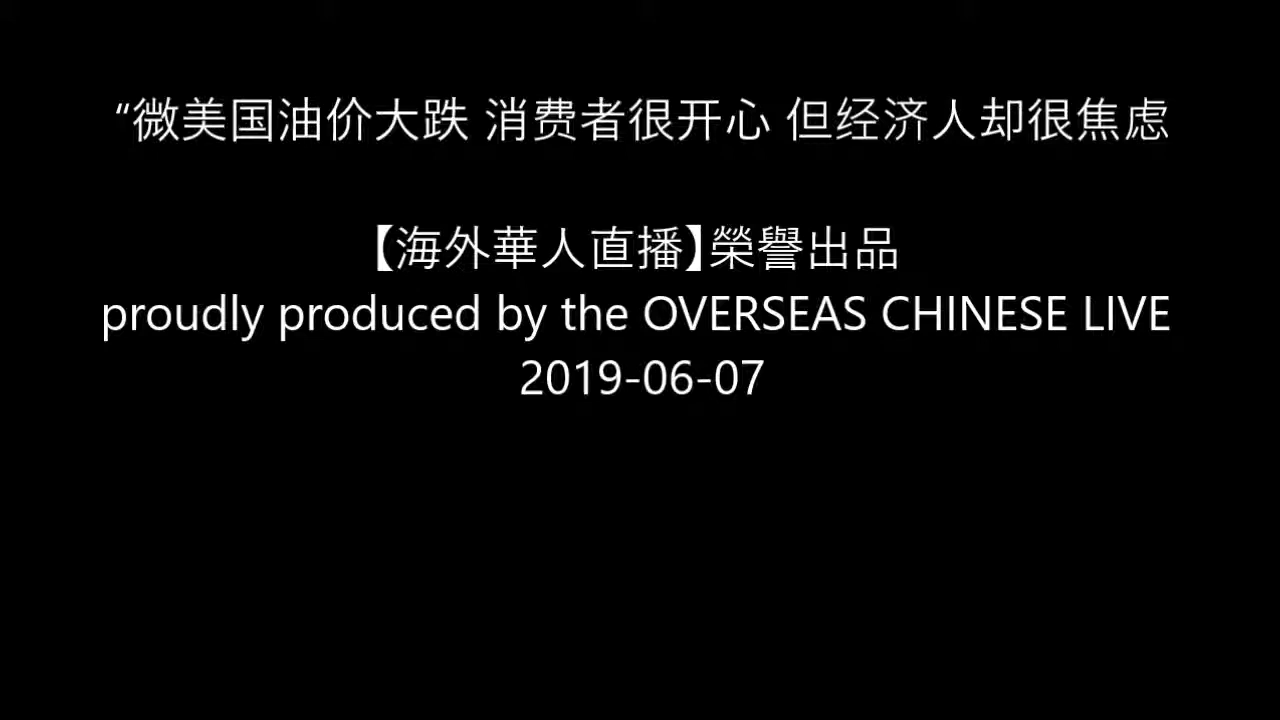 “微美国油价大跌 消费者很开心 但经济人却很焦虑
【海外華人直播】榮譽出品
proudly produced by the OVERSEAS CHINESE LIVE
2019-06-07